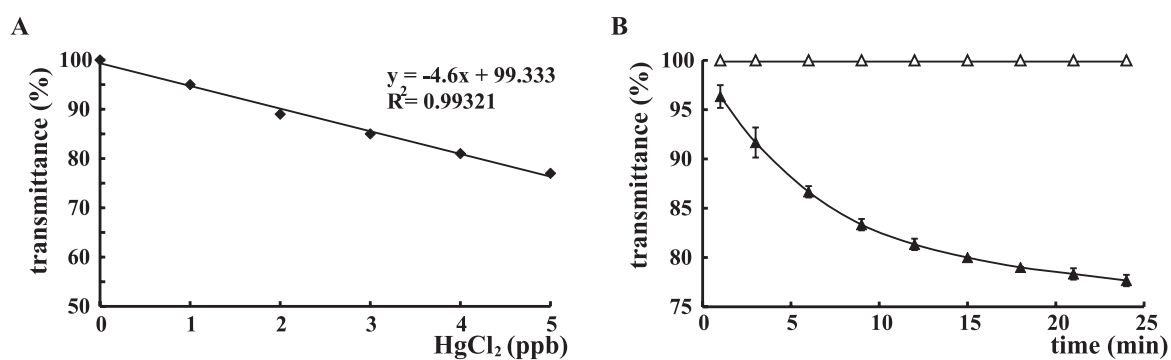 A
transmittance (%)
100
90
80
70
60
50
y = -4.6x + 99.333
R²= 0.99321
0 1 2 3 4 5
HgCl₂ (ppb)
B
transmittance (%)
100
95
90
85
80
75
0 5 10 15 20 25
time (min)